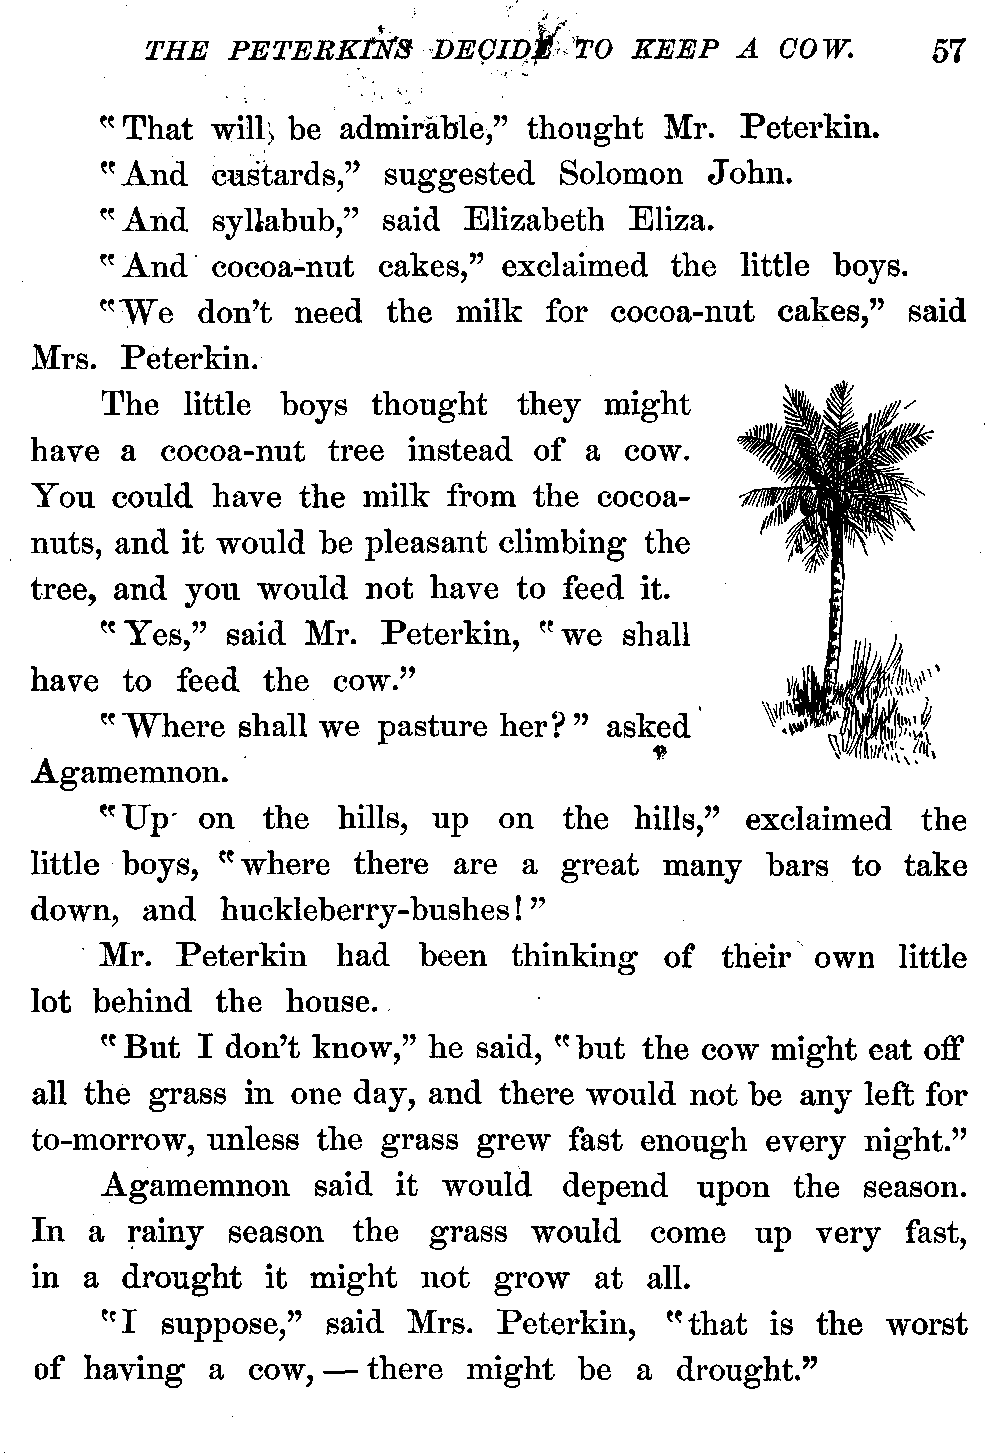 THE PETERKINS DECIDE TO KEEP A COW. 57
"That will be admirable," thought Mr. Peterkin.
"And custards," suggested Solomon John.
"And syllabub," said Elizabeth Eliza.
"And cocoa-nut cakes," exclaimed the little boys.
"We don't need the milk for cocoa-nut cakes," said
Mrs. Peterkin.
The little boys thought they might
have a cocoa-nut tree instead of a cow.
You could have the milk from the cocoa-
nuts, and it would be pleasant climbing the
tree, and you would not have to feed it.
"Yes," said Mr. Peterkin, "we shall
have to feed the cow."
"Where shall we pasture her?" asked
Agamemnon.
"Up on the hills, up on the hills," exclaimed the
little boys, "where there are a great many bars to take
down, and huckleberry-bushes!"
Mr. Peterkin had been thinking of their own little
lot behind the house.
"But I don't know," he said, "but the cow might eat off
all the grass in one day, and there would not be any left for
to-morrow, unless the grass grew fast enough every night."
Agamemnon said it would depend upon the season.
In a rainy season the grass would come up very fast,
in a drought it might not grow at all.
"I suppose," said Mrs. Peterkin, "that is the worst
of having a cow, — there might be a drought."